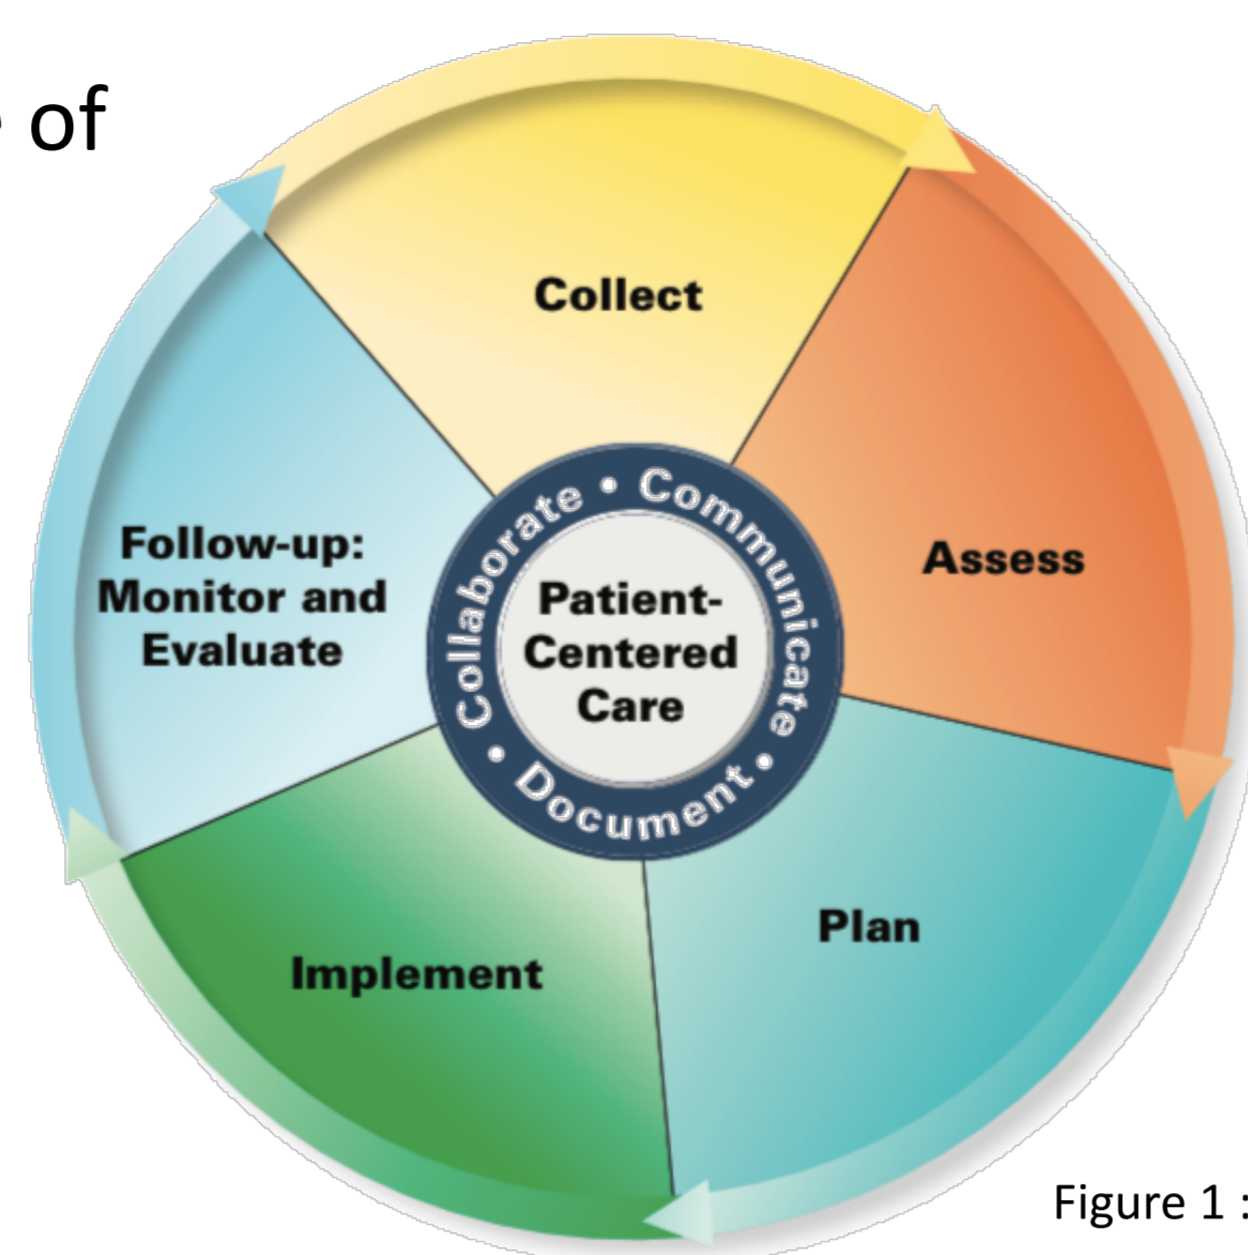 of
Collect
Assess
Plan
Implement
Follow-up:
Monitor and
Evaluate
Collaborate • Communicate • Document •
Patient-
Centered
Care
Figure 1 :